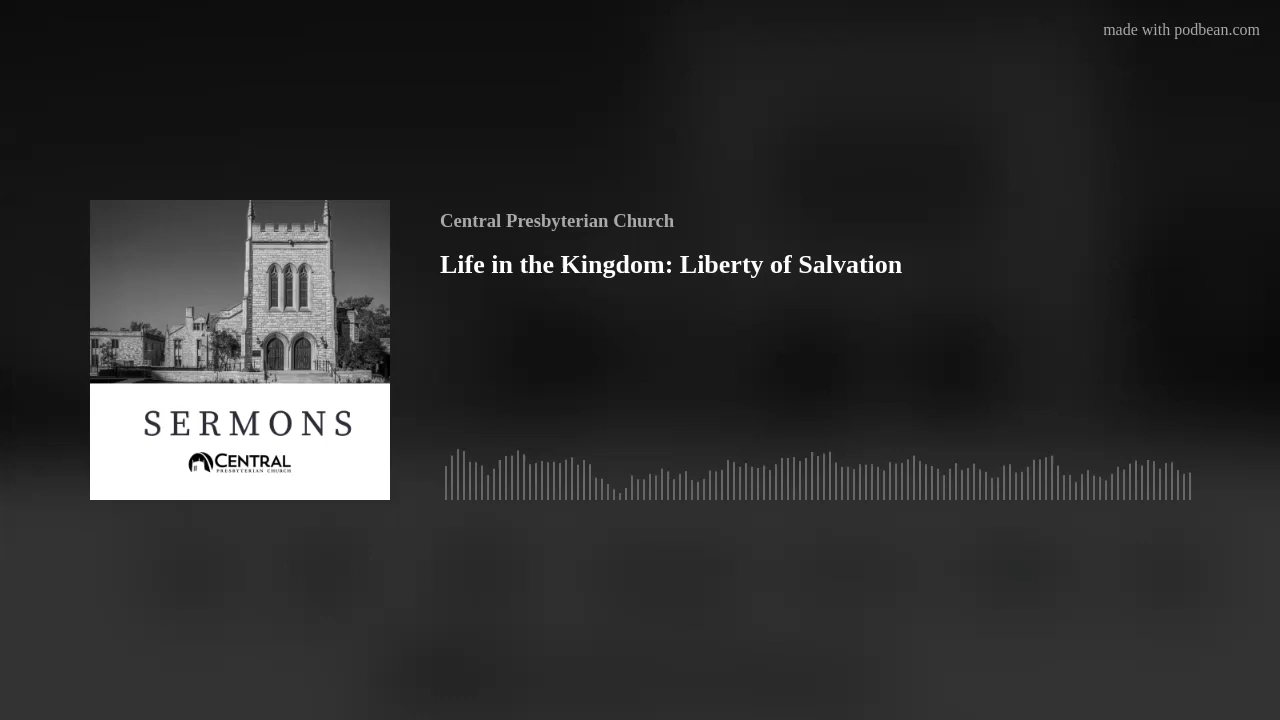 made with podbean.com
Central Presbyterian Church
Life in the Kingdom: Liberty of Salvation
SERMONS
CENTRAL
PRESBYTERIAN CHURCH